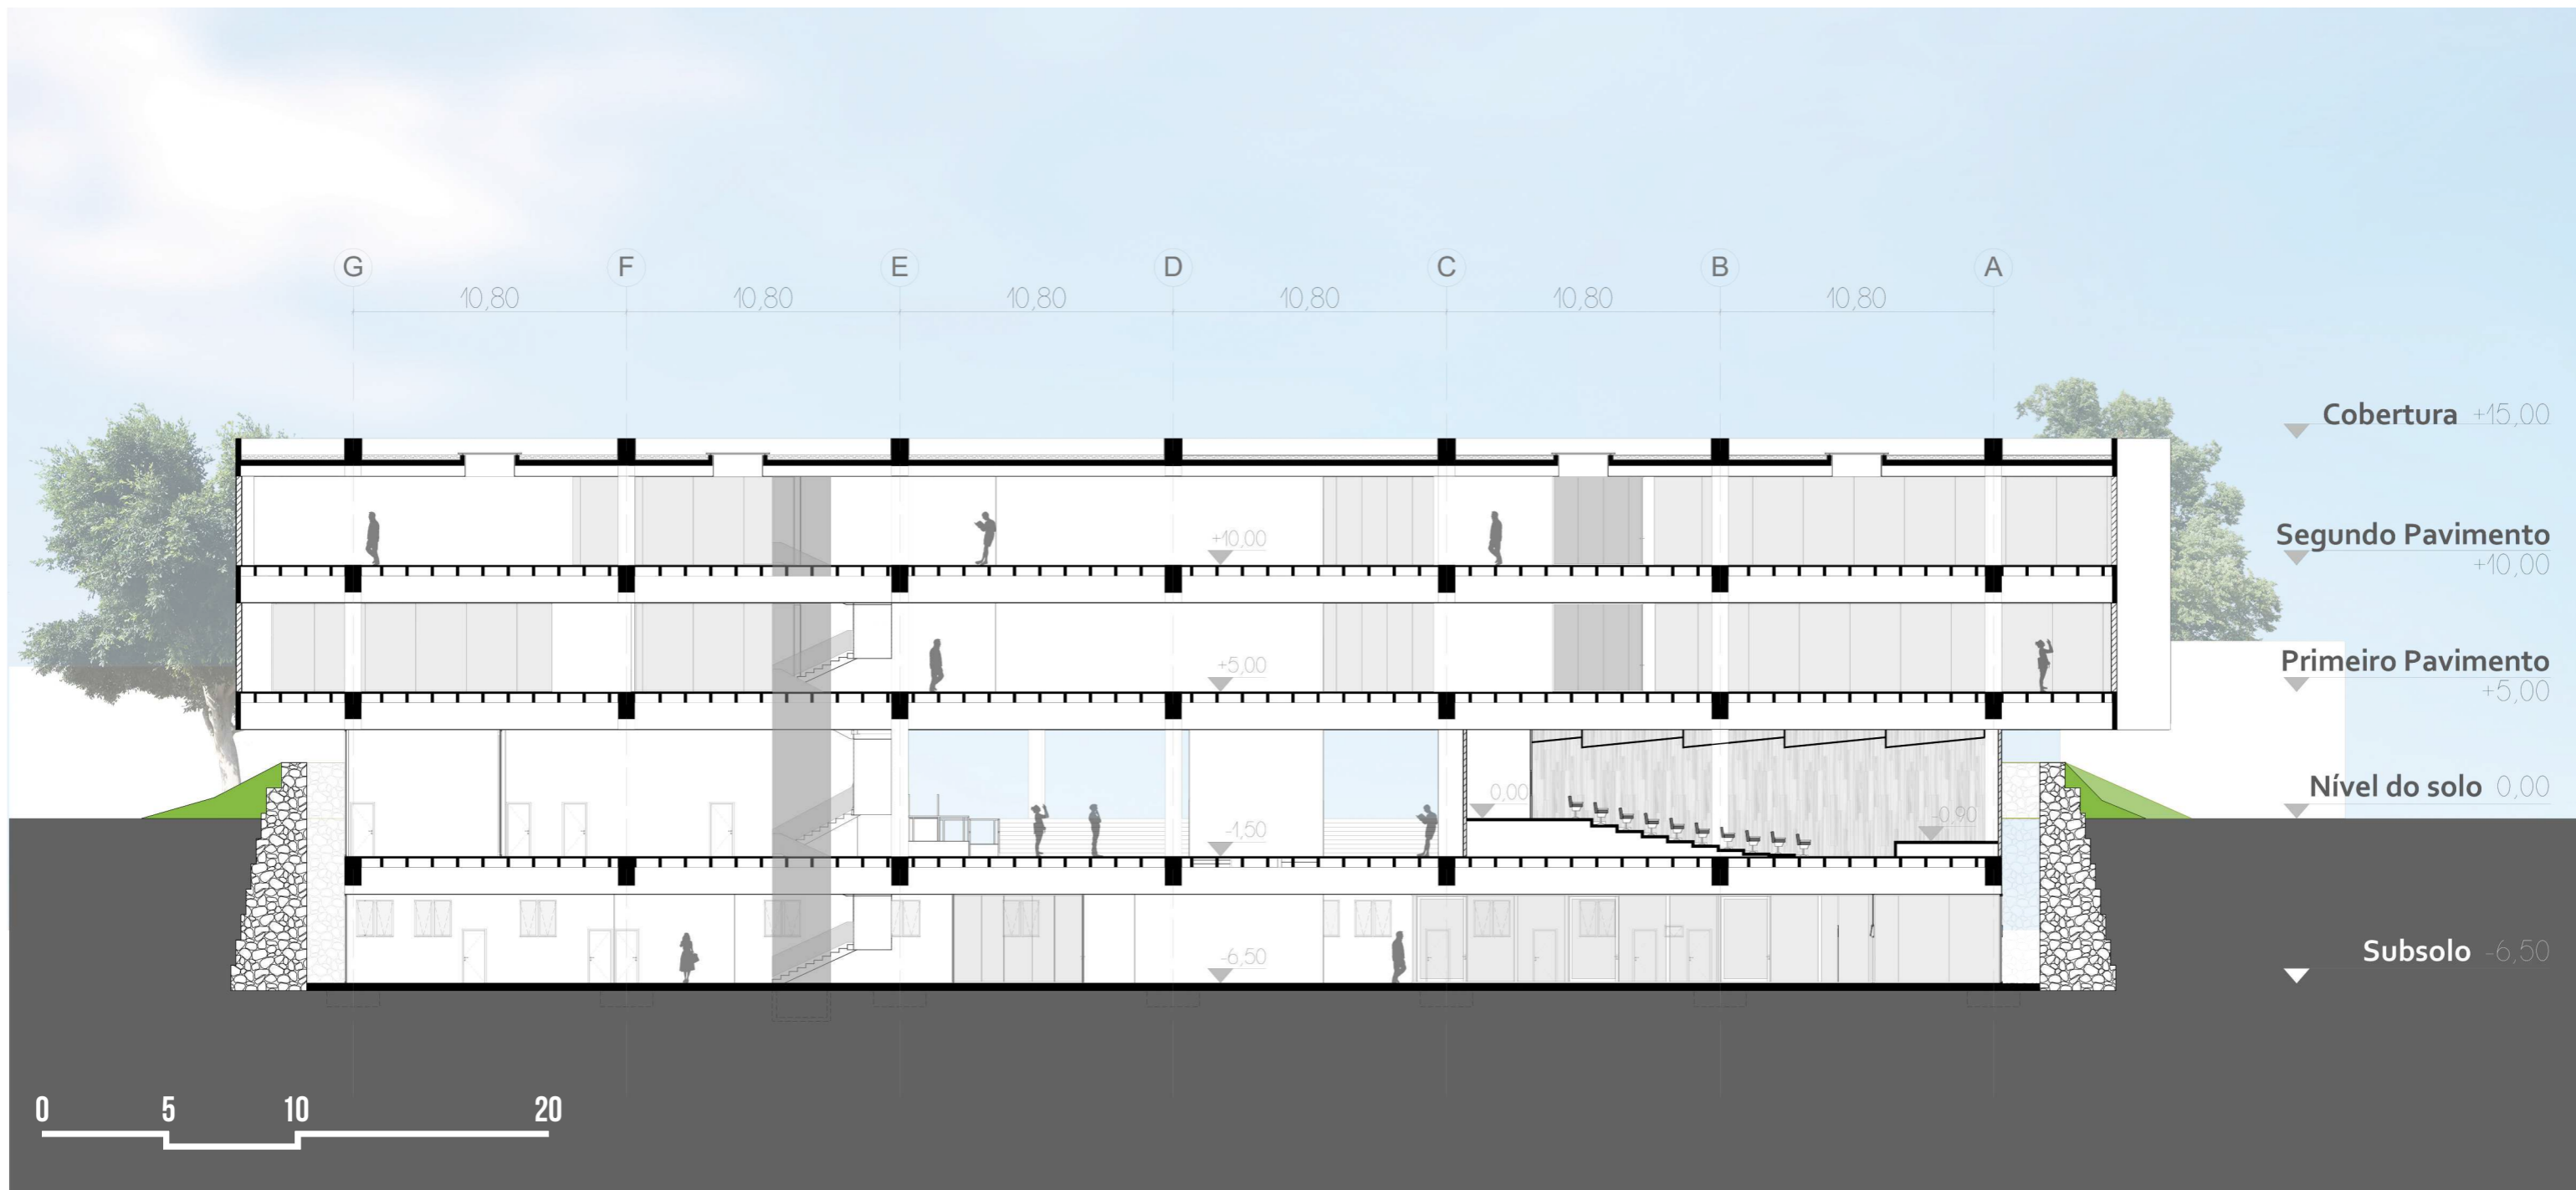 G F E D C B A
10,80 10,80 10,80 10,80 10,80 10,80
Cobertura +15,00
+10,00
Segundo Pavimento
+10,00
+5,00
Primeiro Pavimento
+5,00
0,00
Nível do solo 0,00
-1,50
-0,90
-6,50
Subsolo -6,50
0 5 10 20